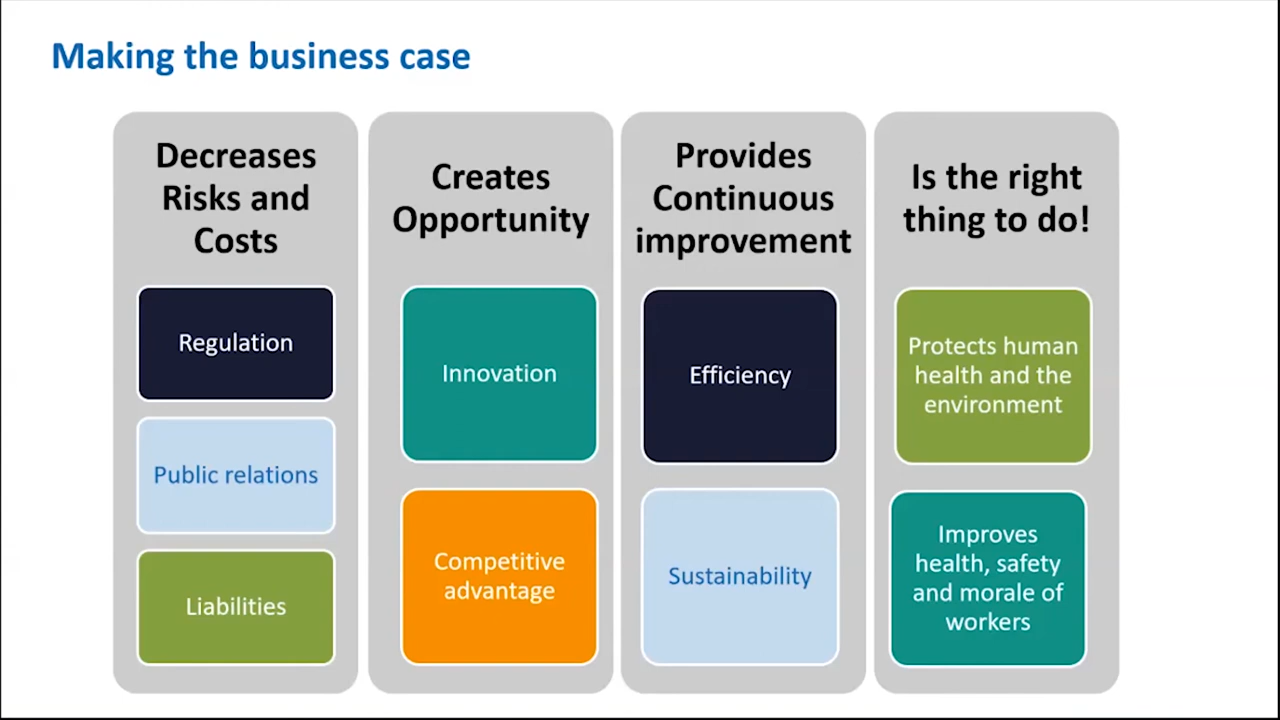 Making the business case
Decreases
Risks and
Costs
Regulation
Public relations
Liabilities
Creates
Opportunity
Innovation
Competitive
advantage
Provides
Continuous
improvement
Efficiency
Sustainability
Is the right
thing to do!
Protects human
health and the
environment
Improves
health, safety
and morale of
workers